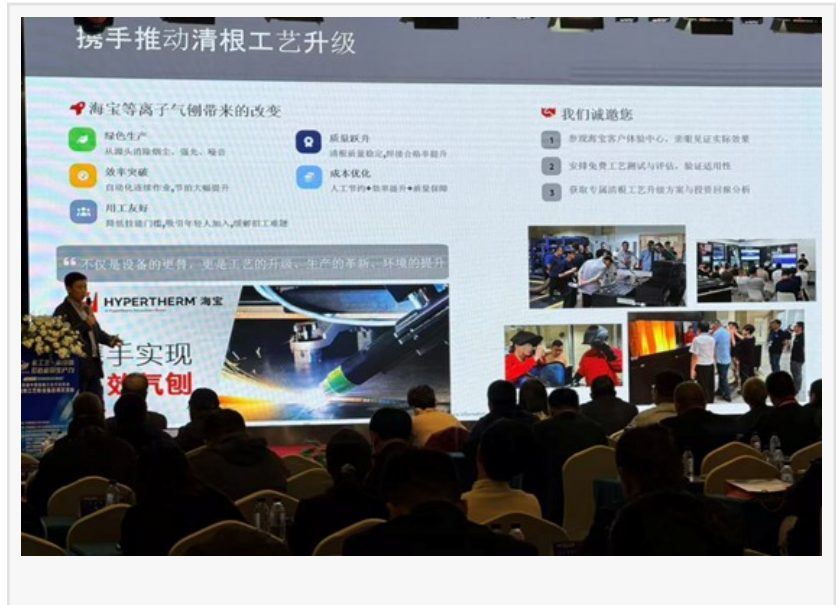 携手推动清根工艺升级
海宝等离子气刨带来的改变
绿色生产
从源头消除烟尘、强光、噪音
效率突破
自动化连续作业,节拍大幅提升
用工友好
降低技能门槛,吸引年轻人加入,缓解招工难题
质量跃升
清根质量稳定,焊接合格率提升
成本优化
人工节约+效率提升+质量保障
“不仅是设备的更替,更是工艺的升级、生产的革新、环境的提升
HYPERTHERM 海宝
手实现
效气刨
我们诚邀您
1 参观海宝客户体验中心,亲眼见证实际效果
2 安排免费工艺测试与评估,验证适用性
3 获取专属清根工艺升级方案与投资回报分析